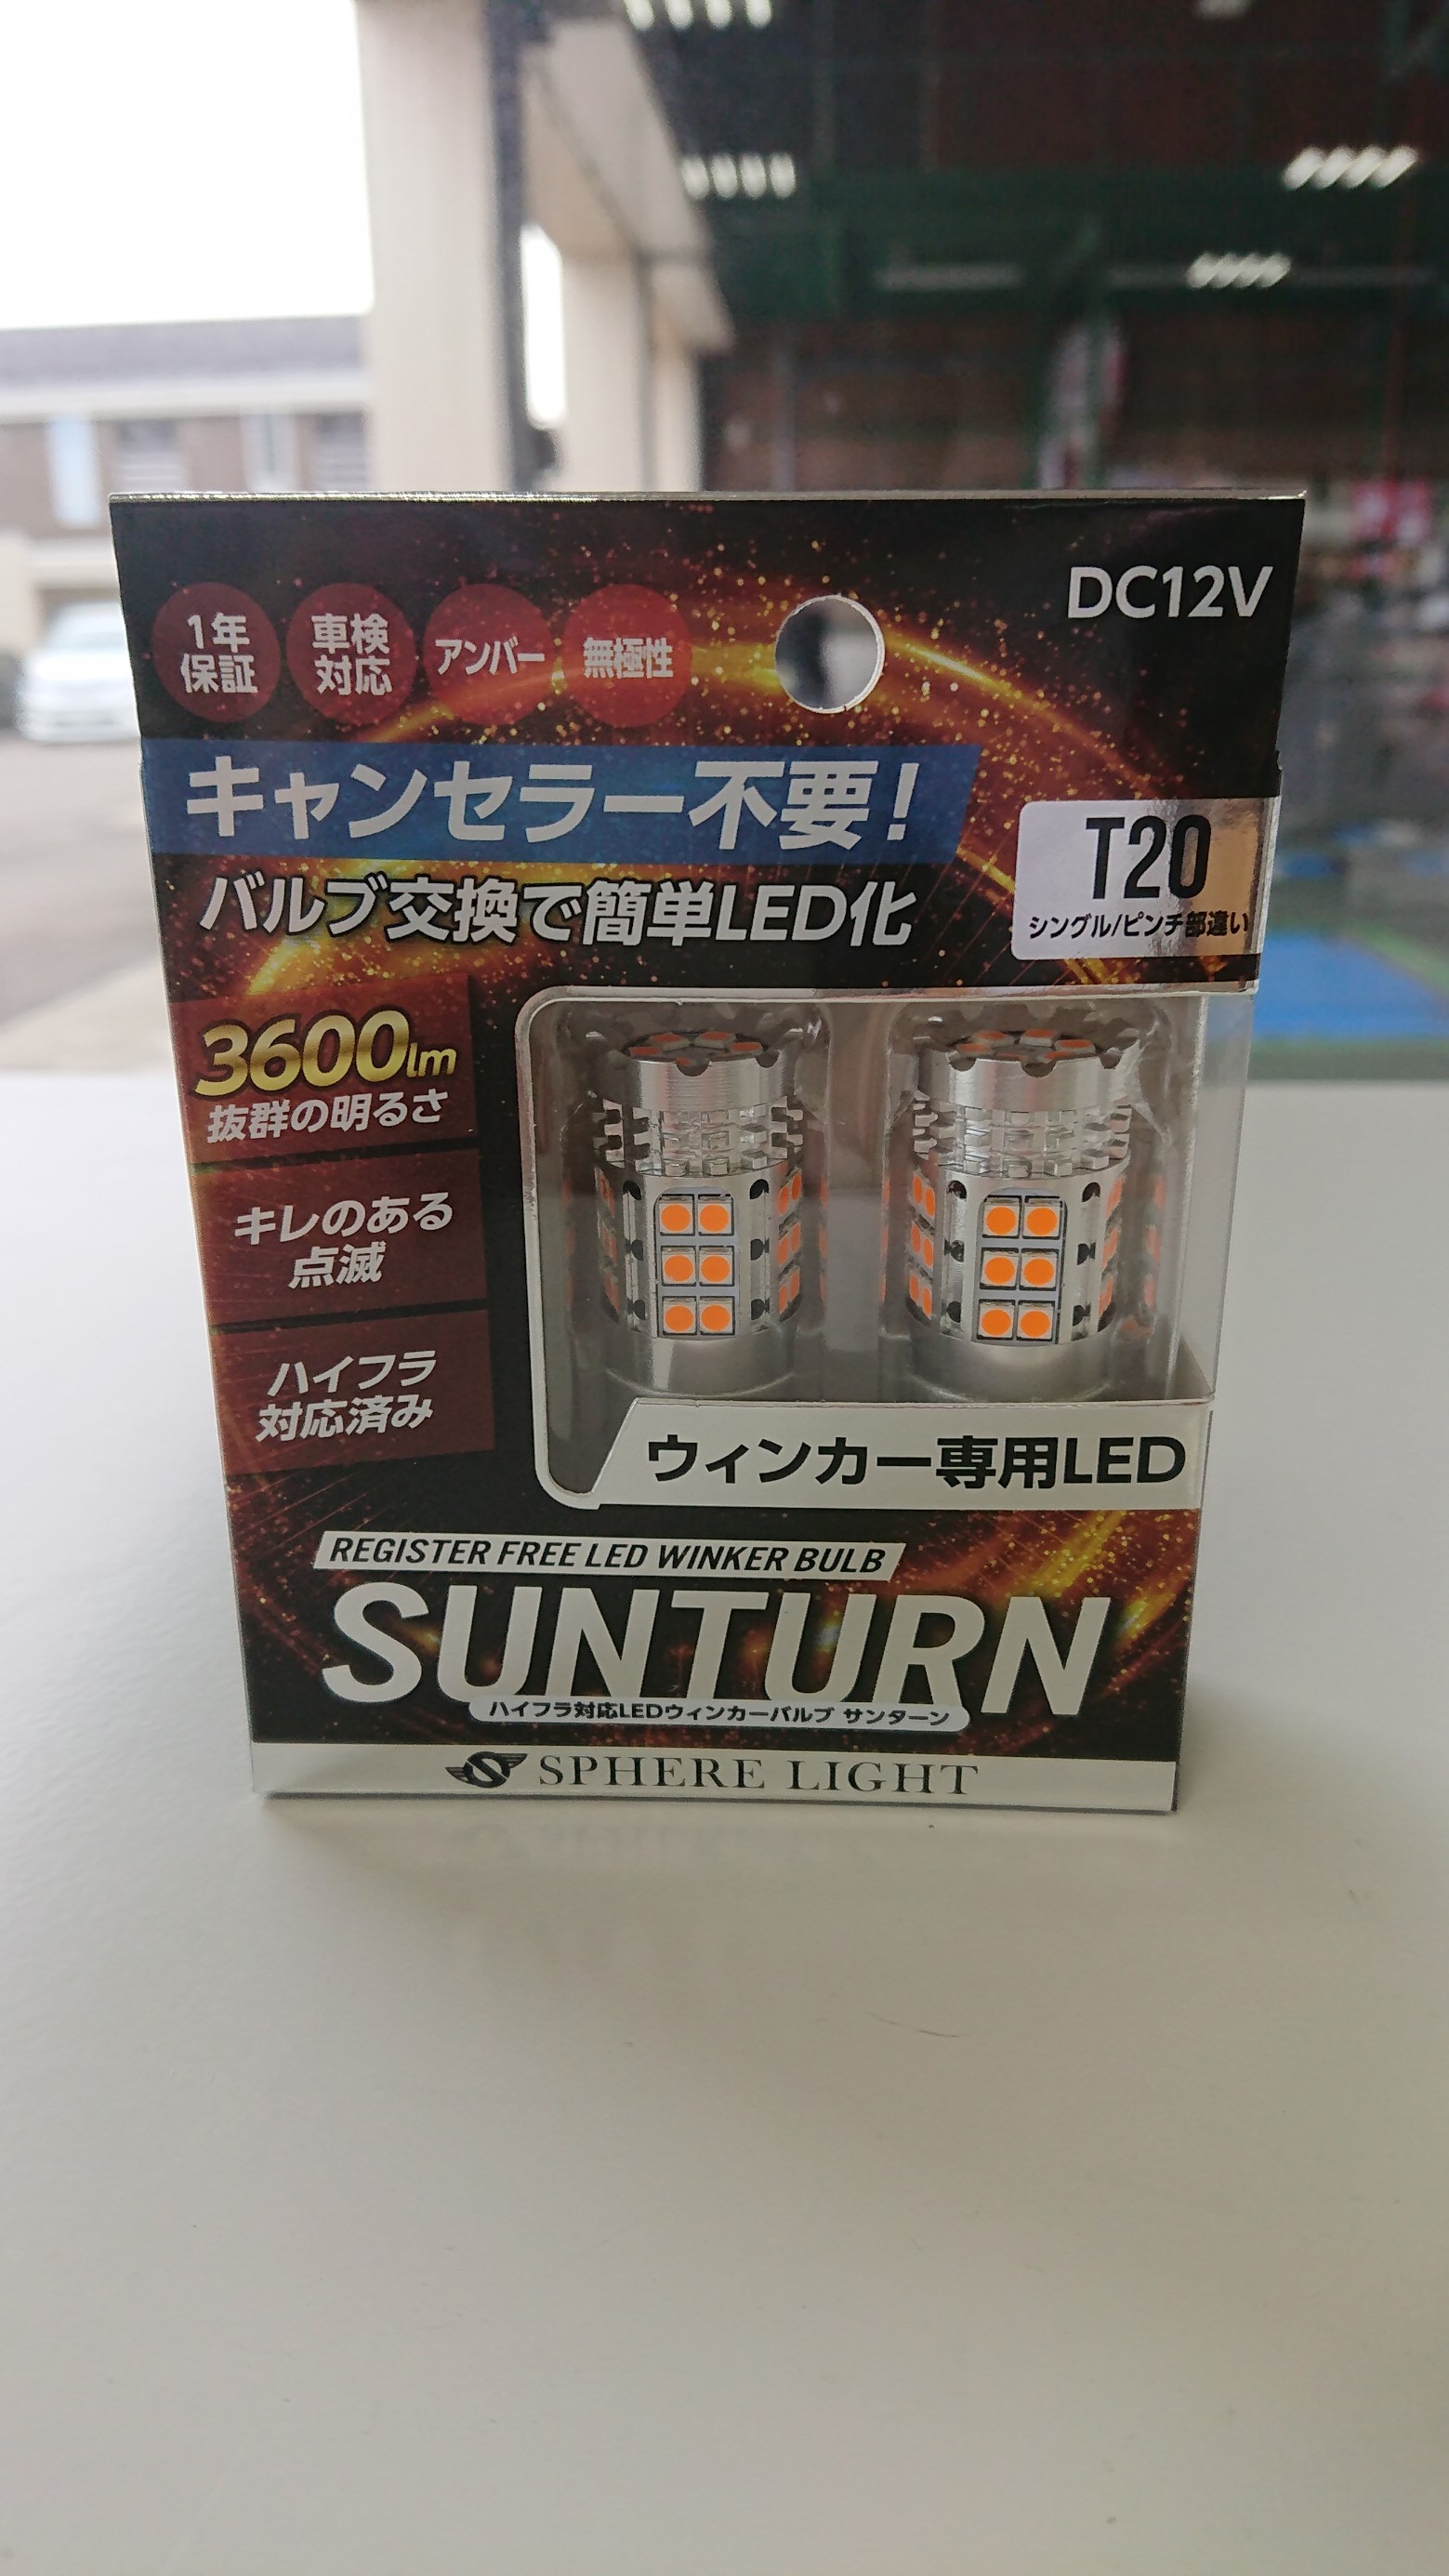 DC12V
1年
保証
車検
対応
アンバー
無極性
キャンセラー不要!
バルブ交換で簡単LED化
T20
シングル/ピンチ部違い
3600lm
抜群の明るさ
キレのある
点滅
ハイフラ
対応済み
ウィンカー専用LED
REGISTER FREE LED WINKER BULB
SUNTURN
ハイフラ対応LEDウィンカーバルブ サンターン
SPHERE LIGHT